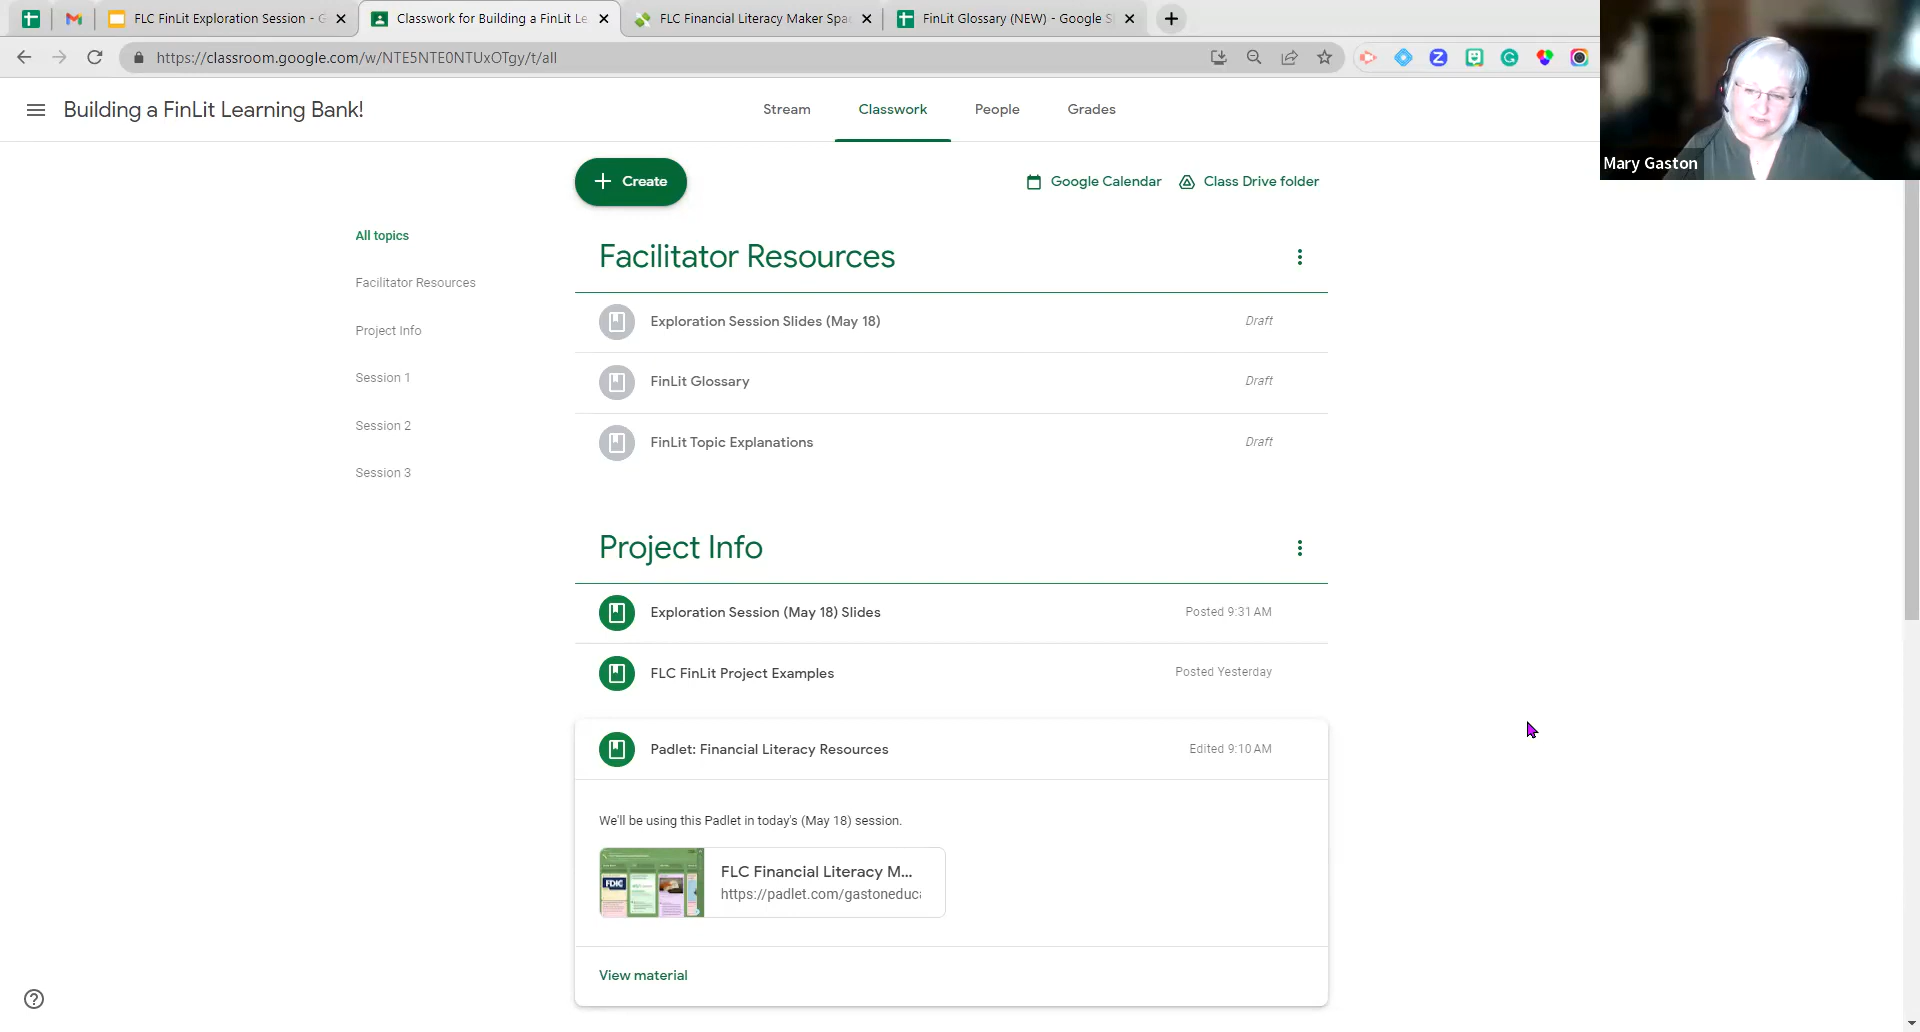 FLC FinLit Exploration Session - G
Classwork for Building a FinLit Le
FLC Financial Literacy Maker Spac
FinLit Glossary (NEW) - Google S
https://classroom.google.com/w/NTE5NTE0NTUxOTgy/t/all
Building a FinLit Learning Bank!
Stream
Classwork
People
Grades
Mary Gaston
Create
Google Calendar
Class Drive folder
All topics
Facilitator Resources
Project Info
Session 1
Session 2
Session 3
Facilitator Resources
Exploration Session Slides (May 18)
Draft
FinLit Glossary
Draft
FinLit Topic Explanations
Draft
Project Info
Exploration Session (May 18) Slides
Posted 9:31 AM
FLC FinLit Project Examples
Posted Yesterday
Padlet: Financial Literacy Resources
Edited 9:10 AM
We'll be using this Padlet in today's (May 18) session.
FDIC
FLC Financial Literacy M...
https://padlet.com/gastoneduca
View material